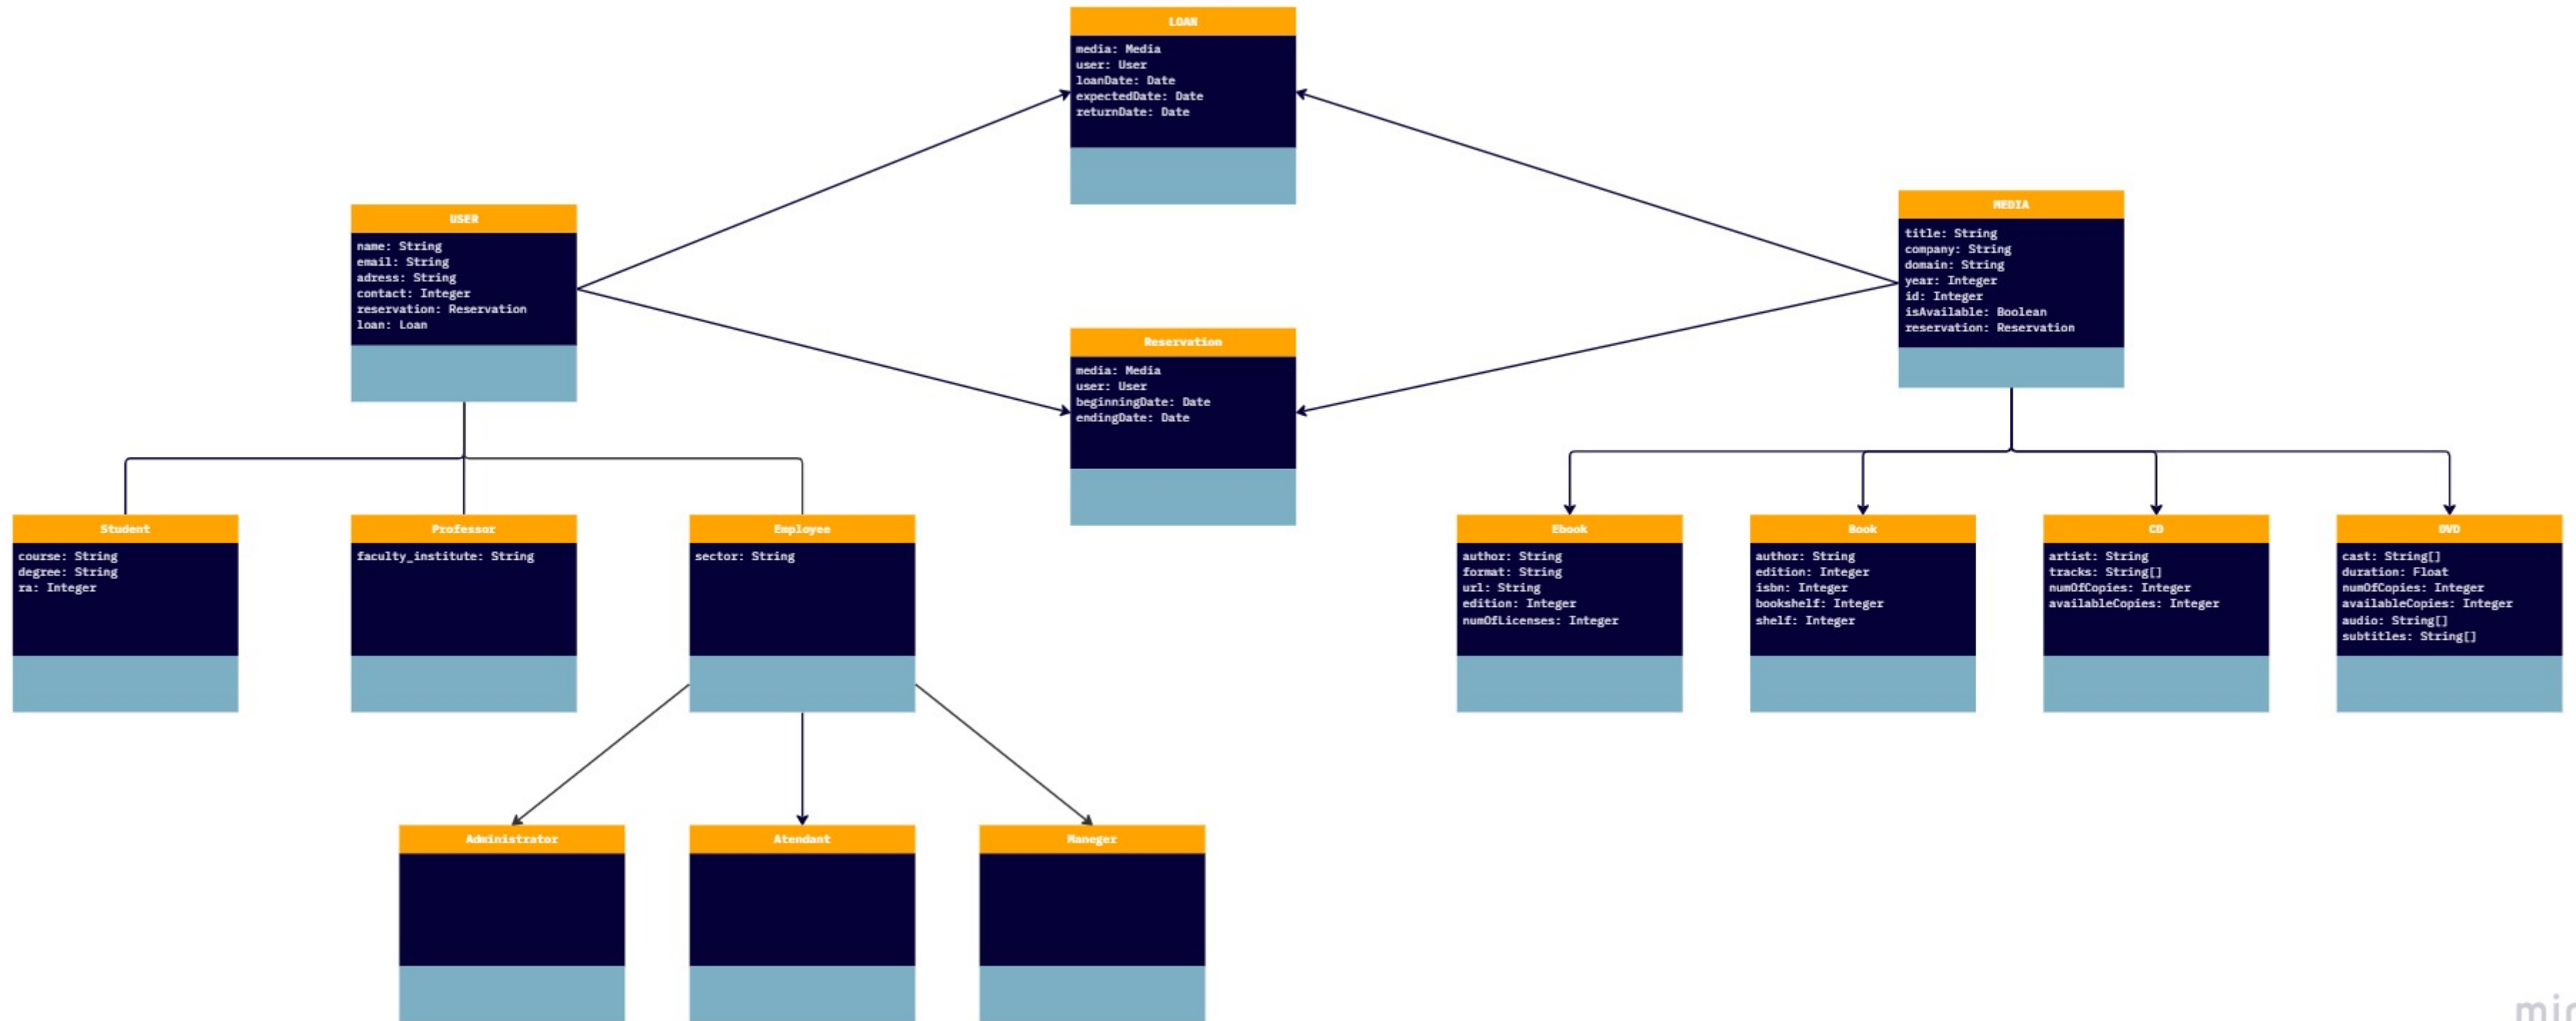 LOAN
media: Media
user: User
loanDate: Date
expectedDate: Date
returnDate: Date
USER
name: String
email: String
adress: String
contact: Integer
reservation: Reservation
loan: Loan
MEDIA
title: String
company: String
domain: String
year: Integer
id: Integer
isAvailable: Boolean
reservation: Reservation
Reservation
media: Media
user: User
beginningDate: Date
endingDate: Date
Student
course: String
degree: String
ra: Integer
Professor
faculty_institute: String
Employee
sector: String
Ebook
author: String
format: String
url: String
edition: Integer
numOfLicenses: Integer
Book
author: String
edition: Integer
isbn: Integer
bookshelf: Integer
shelf: Integer
CD
artist: String
tracks: String[]
numOfCopies: Integer
availableCopies: Integer
DVD
cast: String[]
duration: Float
numOfCopies: Integer
availableCopies: Integer
audio: String[]
subtitles: String[]
Administrator
Atendant
Maneger